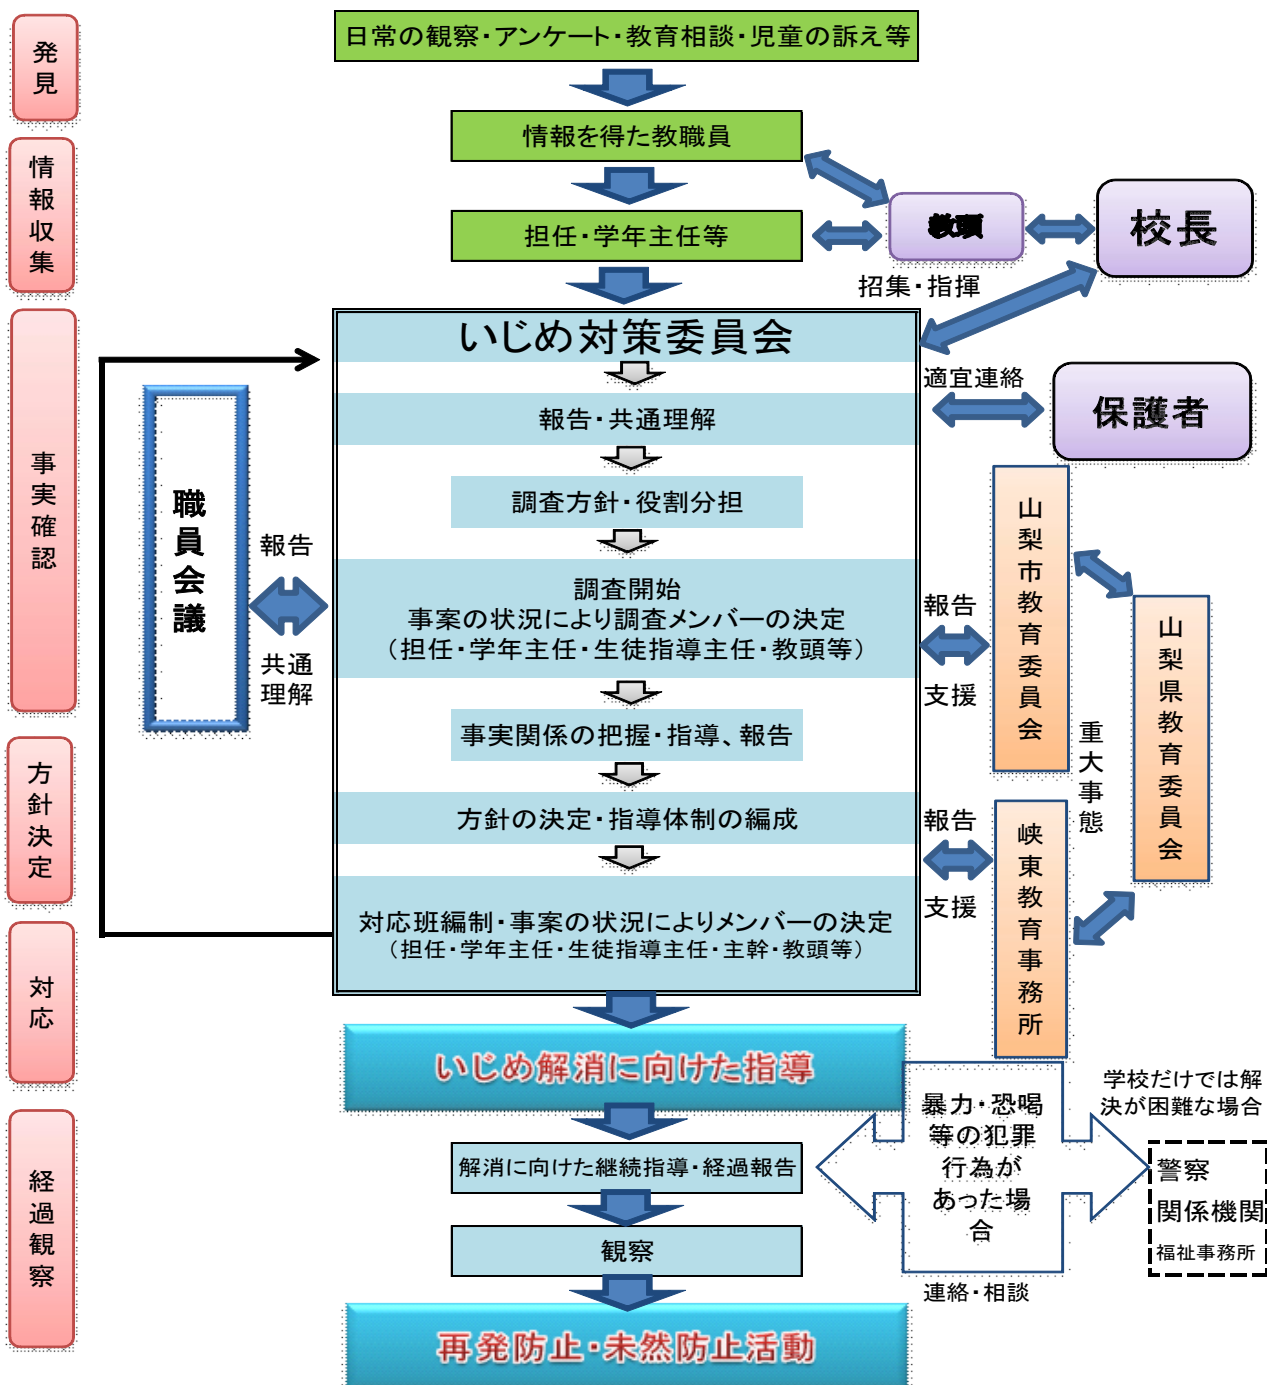 発見
日常の観察・アンケート・教育相談・児童の訴え等
情報収集
情報を得た教職員
担任・学年主任等
教頭
校長
招集・指揮
事実確認
いじめ対策委員会
適宜連絡
保護者
報告・共通理解
調査方針・役割分担
職員会議
報告
共通
理解
調査開始
事案の状況により調査メンバーの決定
（担任・学年主任・生徒指導主任・教頭等）
報告
支援
山梨市教育委員会
山梨県教育委員会
重大事態
事実関係の把握・指導、報告
方針決定
方針の決定・指導体制の編成
報告
支援
峡東教育事務所
対応
対応班編制・事案の状況によりメンバーの決定
（担任・学年主任・生徒指導主任・主幹・教頭等）
いじめ解消に向けた指導
暴力・恐喝
等の犯罪
行為が
あった場
合
学校だけでは解
決が困難な場合
警察
関係機関
福祉事務所
連絡・相談
経過観察
解消に向けた継続指導・経過報告
観察
再発防止・未然防止活動